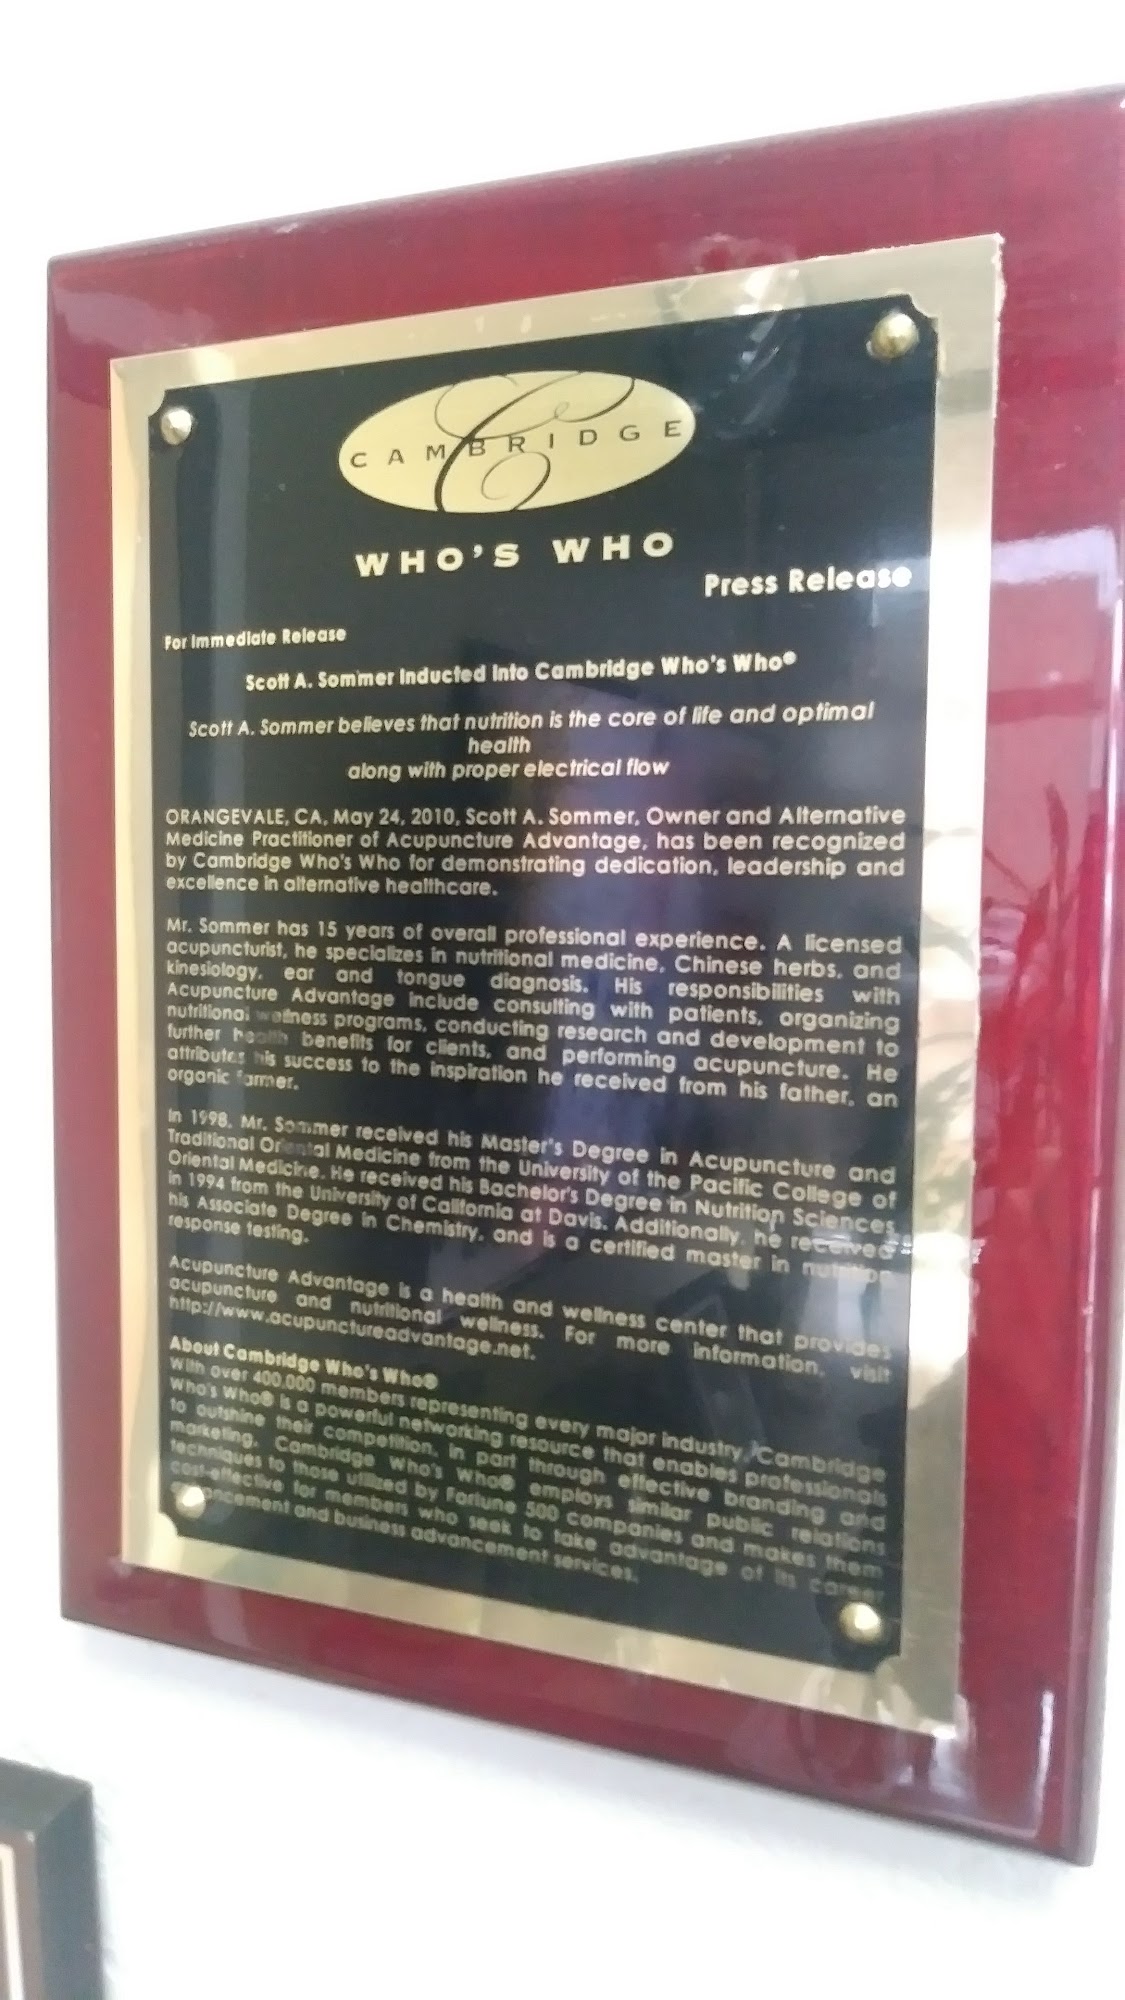 CAMBRIDGE
WHO'S WHO
Press Release
For Immediate Release
Scott A. Sommer Inducted Into Cambridge Who's Who®
Scott A. Sommer believes that nutrition is the core of life and optimal
health
along with proper electrical flow
ORANGEVALE, CA, May 24, 2010, Scott A. Sommer, Owner and Alternative
Medicine Practitioner of Acupuncture Advantage, has been recognized
by Cambridge Who's Who for demonstrating dedication, leadership and
excellence in alternative healthcare.
Mr. Sommer has 15 years of overall professional experience. A licensed
acupuncturist, he specializes in nutritional medicine, Chinese herbs, and
kinesiology, ear and tongue diagnosis. His responsibilities with
Acupuncture Advantage include consulting with patients, organizing
nutritional wellness programs, conducting research and development to
further health benefits for clients, and performing acupuncture. He
attributes his success to the inspiration he received from his father, an
organic farmer.
In 1998, Mr. Sommer received his Master's Degree in Acupuncture and
Traditional Oriental Medicine from the University of the Pacific College of
Oriental Medicine. He received his Bachelor's Degree in Nutrition Sciences
in 1994 from the University of California at Davis. Additionally, he received
his Associate Degree in Chemistry, and is a certified master in nutrition
response testing.
Acupuncture Advantage is a health and wellness center that provides
acupuncture and nutritional wellness. For more information, visit
http://www.acupunctureadvantage.net.
About Cambridge Who's Who®
With over 400,000 members representing every major industry, Cambridge
Who's Who® is a powerful networking resource that enables professionals
to outshine their competition, in part through effective branding and
marketing. Cambridge Who's Who® employs similar public relations
techniques to those utilized by Fortune 500 companies and makes them
cost-effective for members who seek to take advantage of its career
and business advancement services.